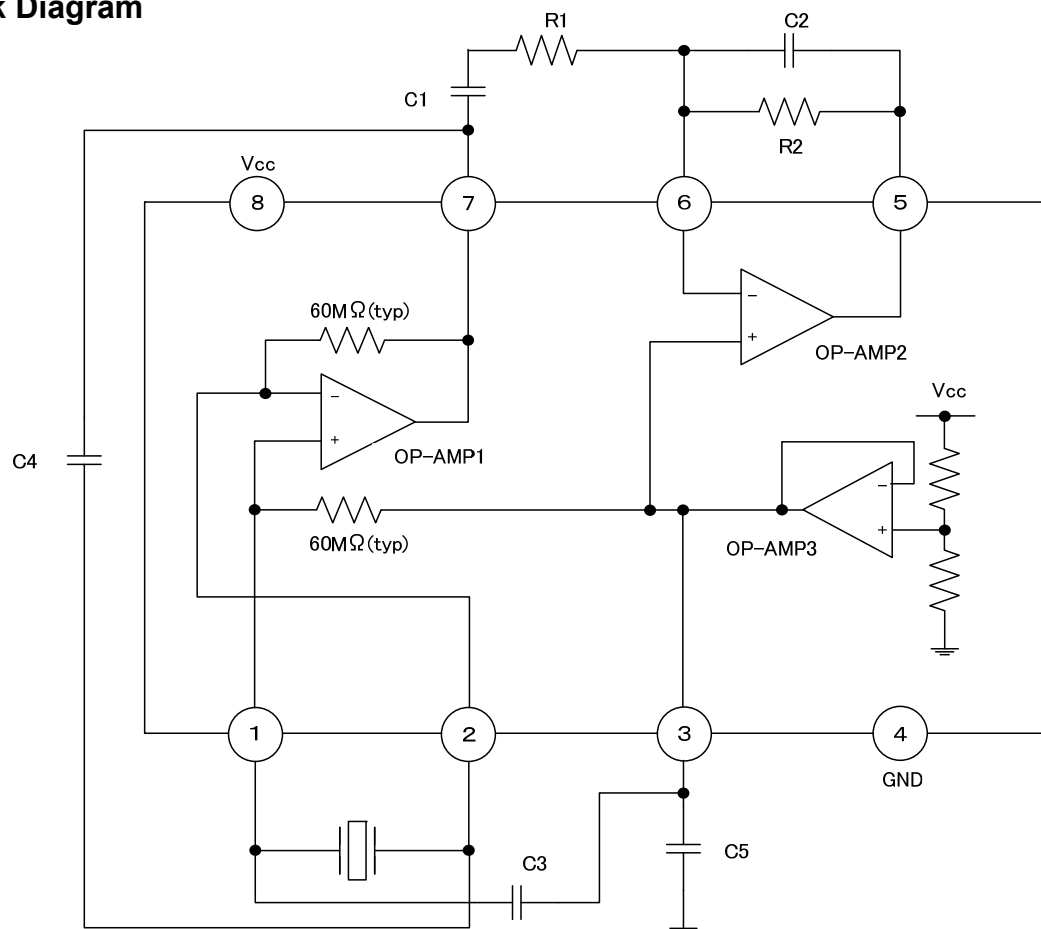 k Diagram
R1
C2
C1
R2
Vcc
8
7
6
5
60MΩ(typ)
−
+
OP-AMP2
Vcc
−
+
OP-AMP1
C4
−
+
60MΩ(typ)
OP-AMP3
1
2
3
4
GND
C3
C5